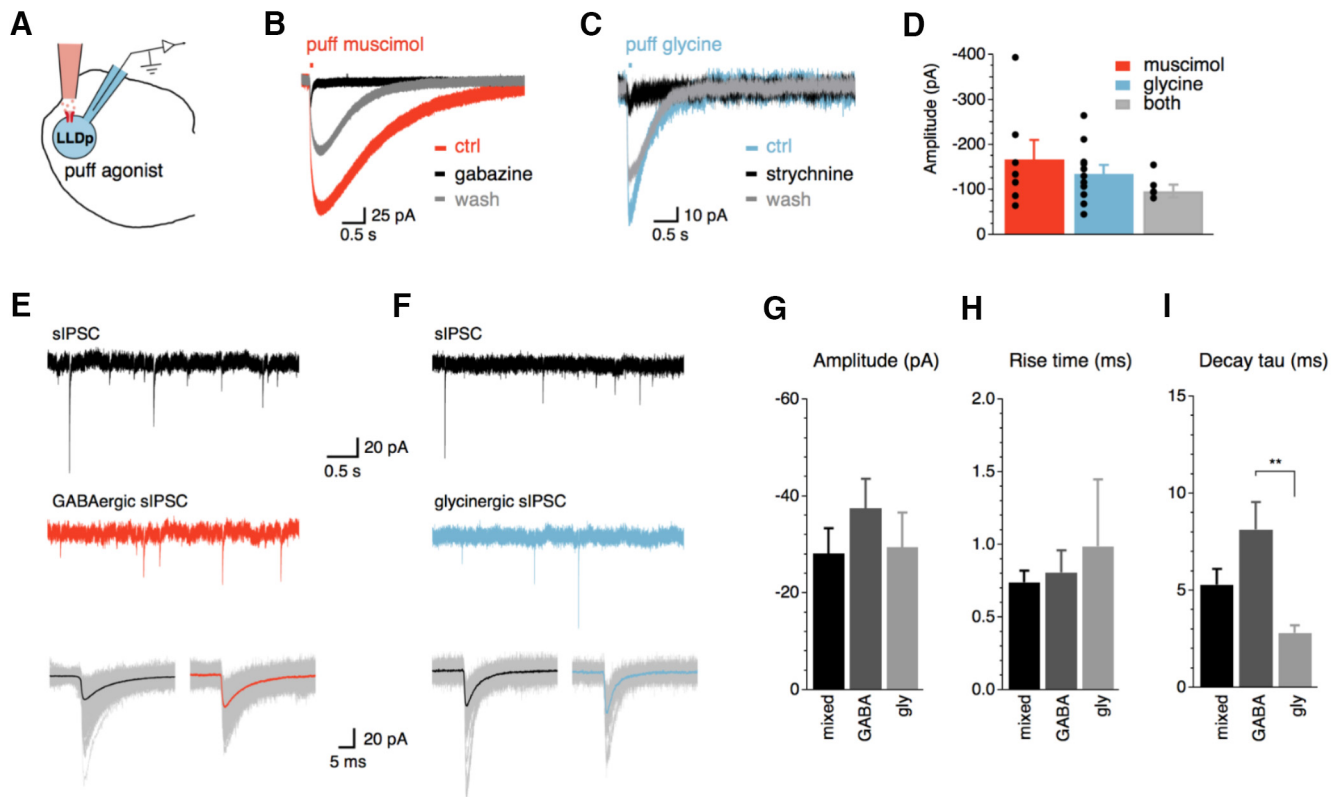 A
LLDp
puff agonist
B
puff muscimol
ctrl
gabazine
wash
25 pA
0.5 s
C
puff glycine
ctrl
strychnine
wash
10 pA
0.5 s
D
Amplitude (pA)
-400
-300
-200
-100
0
muscimol
glycine
both
E
sIPSC
20 pA
0.5 s
GABAergic sIPSC
20 pA
5 ms
F
sIPSC
glycinergic sIPSC
G
Amplitude (pA)
-60
-40
-20
0
mixed
GABA
gly
H
Rise time (ms)
2.0
1.5
1.0
0.5
0.0
mixed
GABA
gly
I
Decay tau (ms)
15
10
5
0
**
mixed
GABA
gly